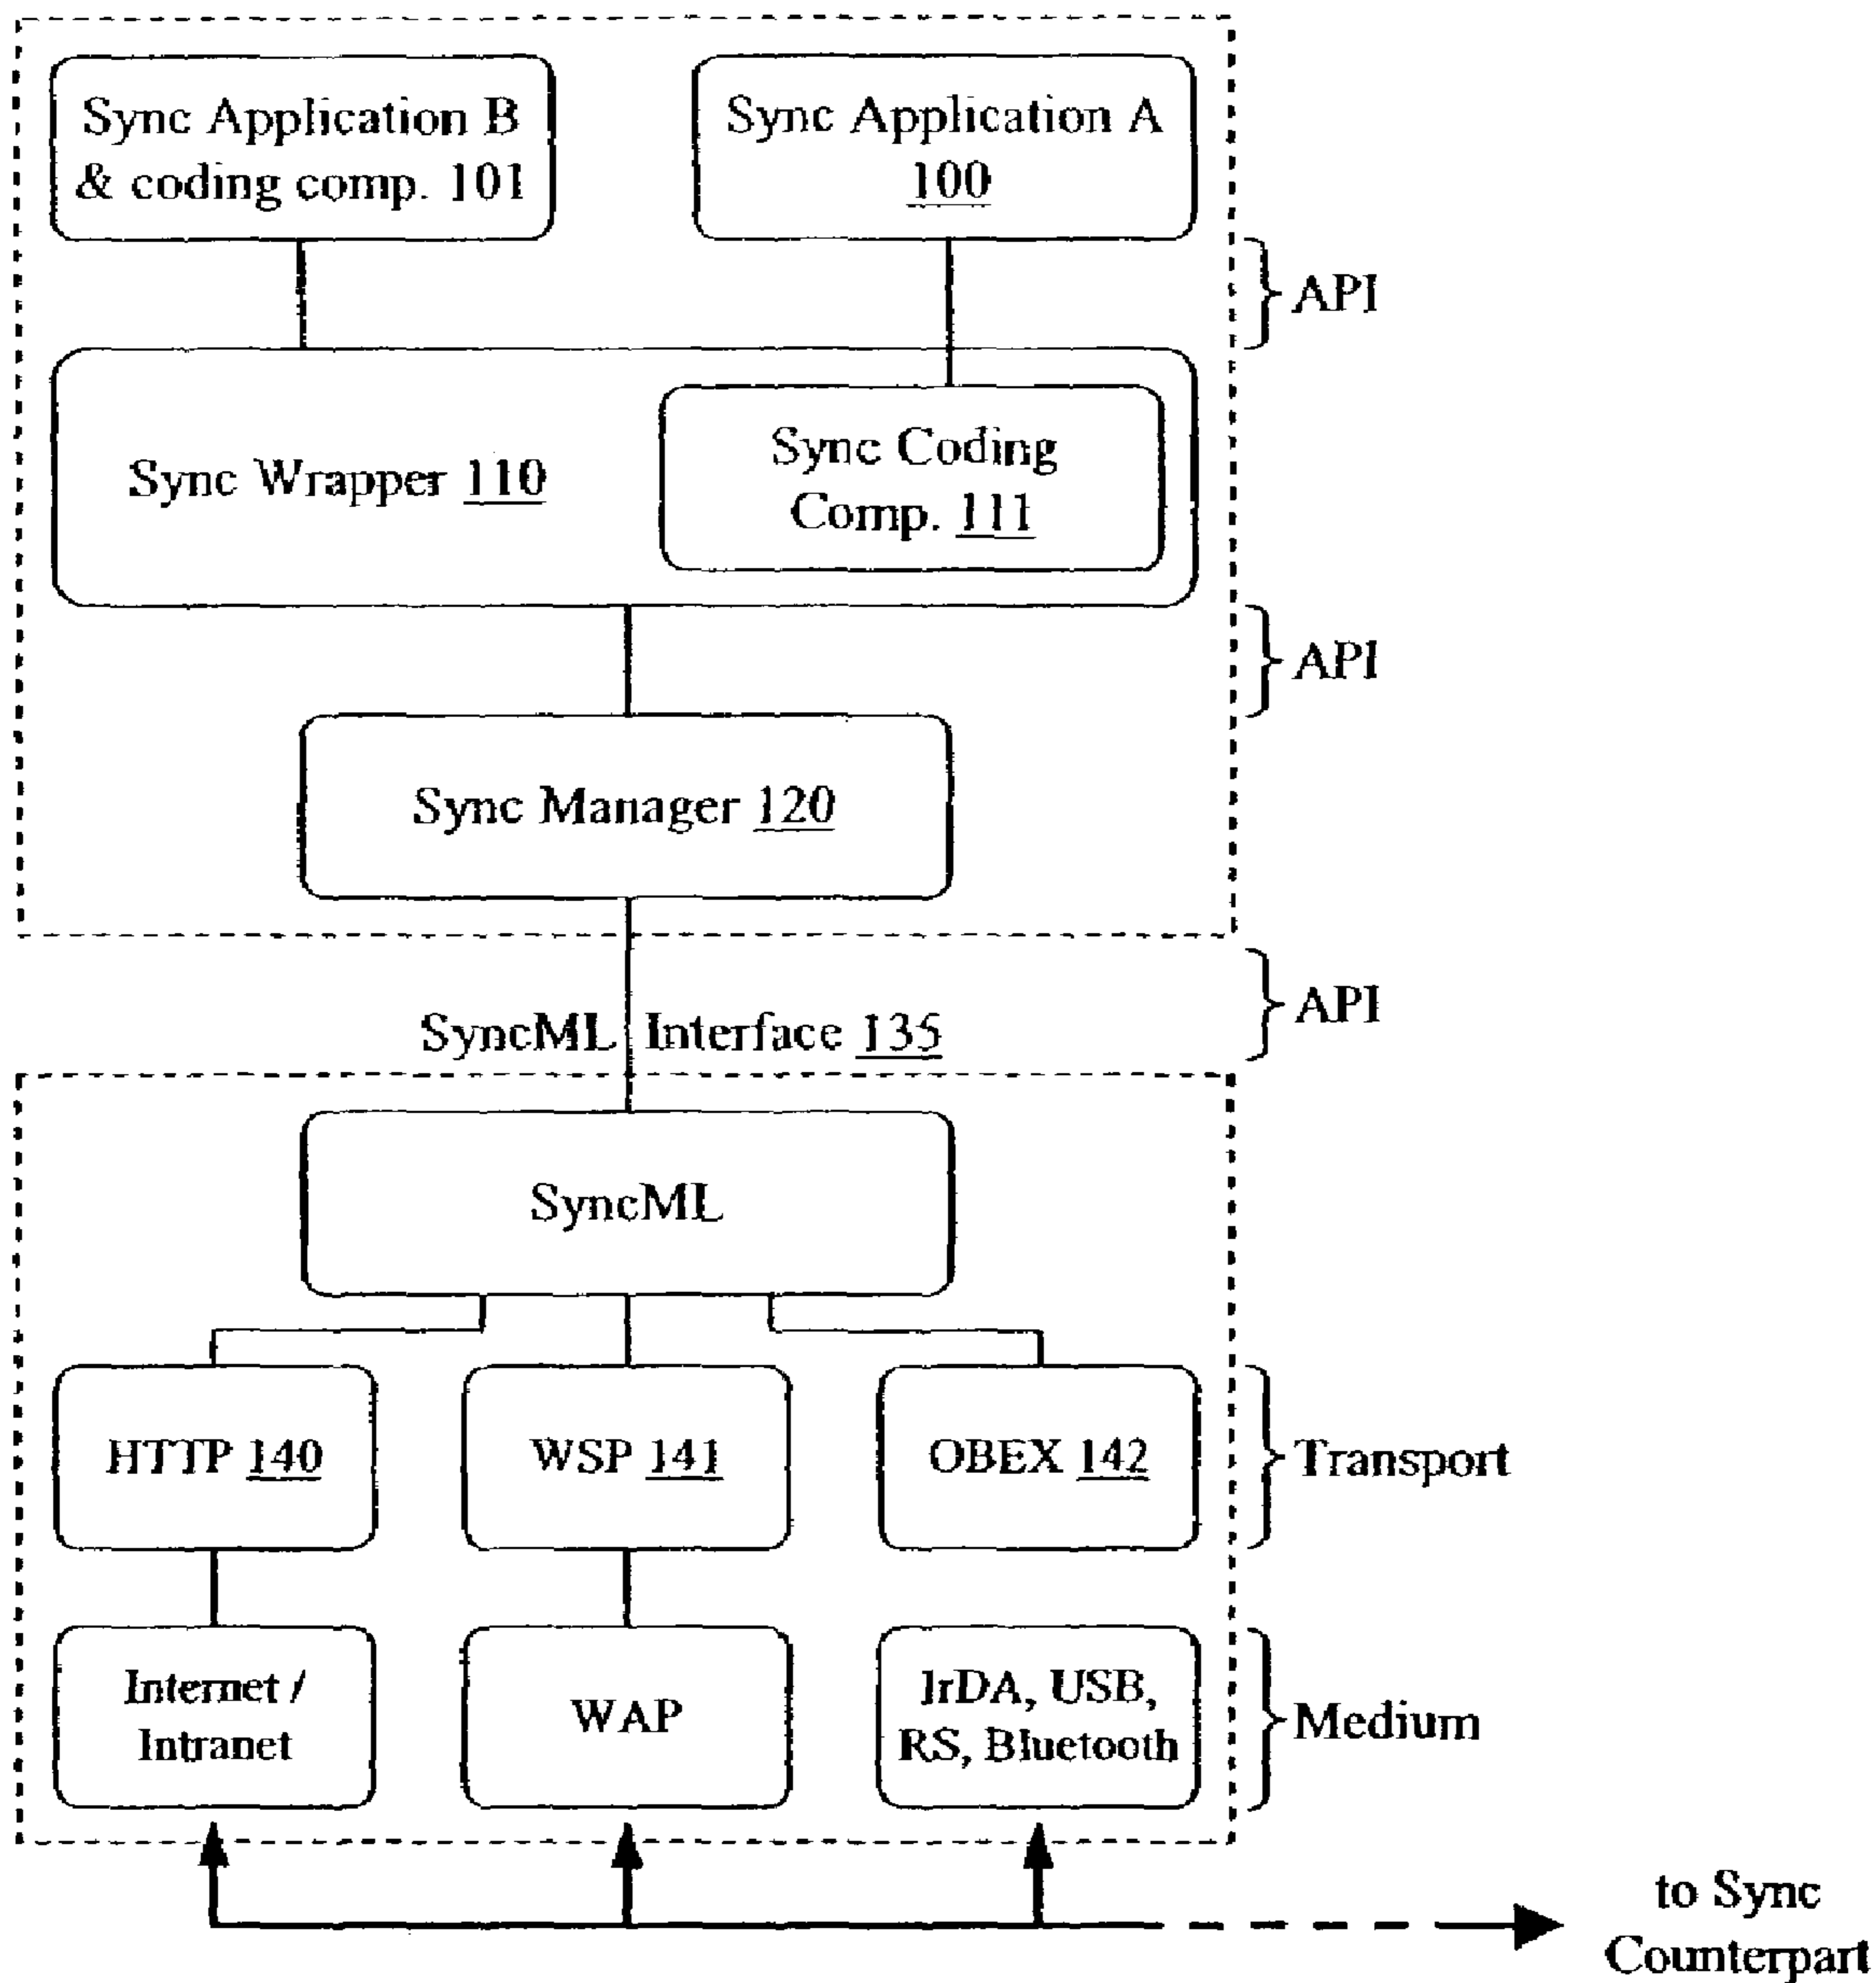 Sync Application B
& coding comp. 101
Sync Application A
100
API
Sync Wrapper 110
Sync Coding
Comp. 111
API
Sync Manager 120
API
SyncML Interface 135
SyncML
HTTP 140
WSP 141
OBEX 142
Transport
Internet /
Intranet
WAP
IrDA, USB,
RS, Bluetooth
Medium
to Sync
Counterpart